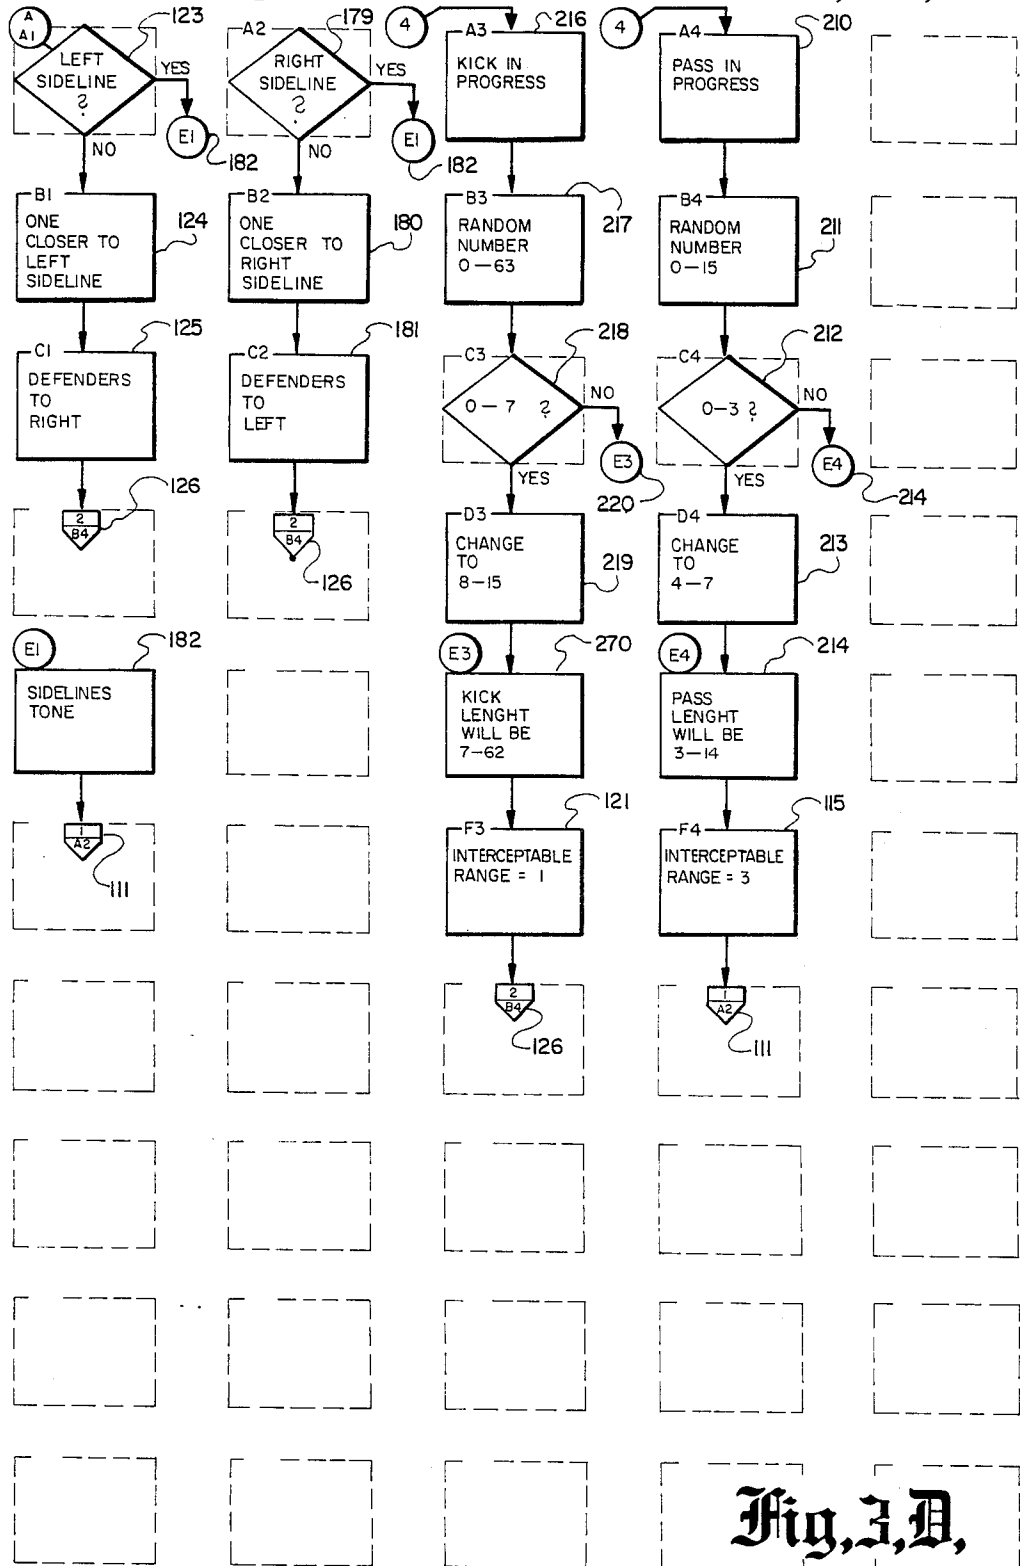 A
A1
123
LEFT
SIDELINE
?
YES
E1
182
NO
B1
ONE
CLOSER TO
LEFT
SIDELINE
124
C1
125
DEFENDERS
TO
RIGHT
2
B4
126
E1
182
SIDELINES
TONE
1
A2
111
A2
179
RIGHT
SIDELINE
?
YES
E1
182
NO
B2
ONE
CLOSER TO
RIGHT
SIDELINE
180
C2
181
DEFENDERS
TO
LEFT
2
B4
126
4
A3
216
KICK IN
PROGRESS
B3
217
RANDOM
NUMBER
0—63
C3
218
0—7 ?
NO
E3
220
YES
D3
CHANGE
TO
8—15
219
E3
270
KICK
LENGHT
WILL BE
7—62
F3
121
INTERCEPTABLE
RANGE = 1
2
B4
126
4
A4
210
PASS IN
PROGRESS
B4
211
RANDOM
NUMBER
0—15
C4
212
0—3 ?
NO
E4
214
YES
D4
CHANGE
TO
4—7
213
E4
214
PASS
LENGHT
WILL BE
3—14
F4
115
INTERCEPTABLE
RANGE = 3
1
A2
111
Fig,3,D,